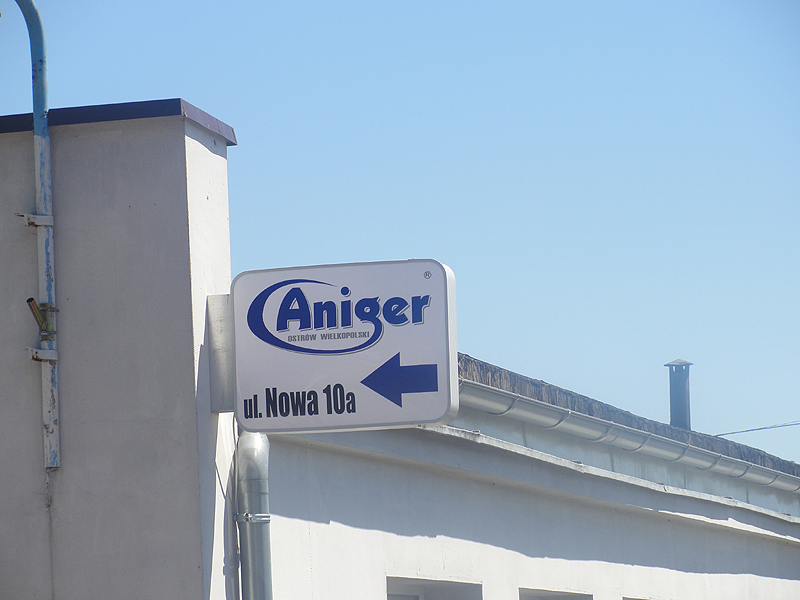 Aniger ®
OSTRÓW WIELKOPOLSKI
ul. Nowa 10a